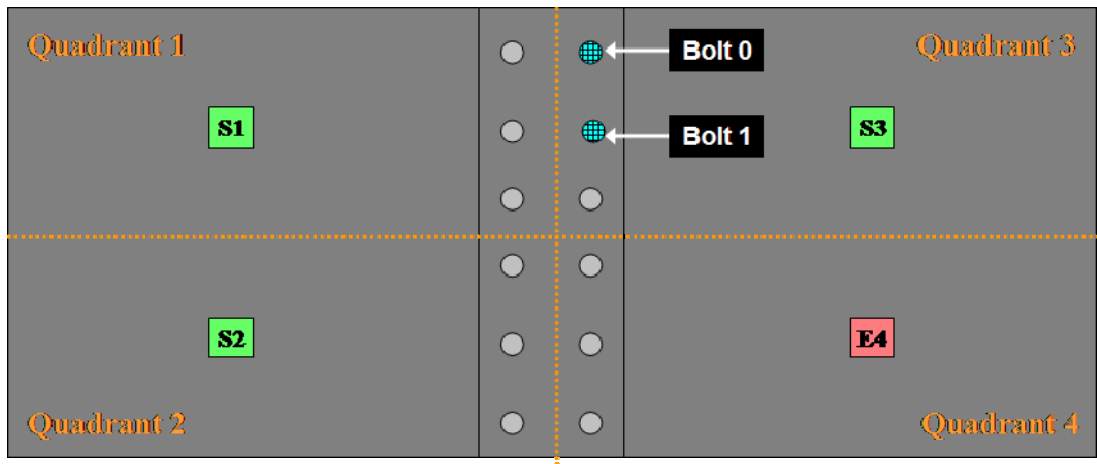 Quadrant 1
Bolt 0
Quadrant 3
S1
Bolt 1
S3
S2
E4
Quadrant 2
Quadrant 4